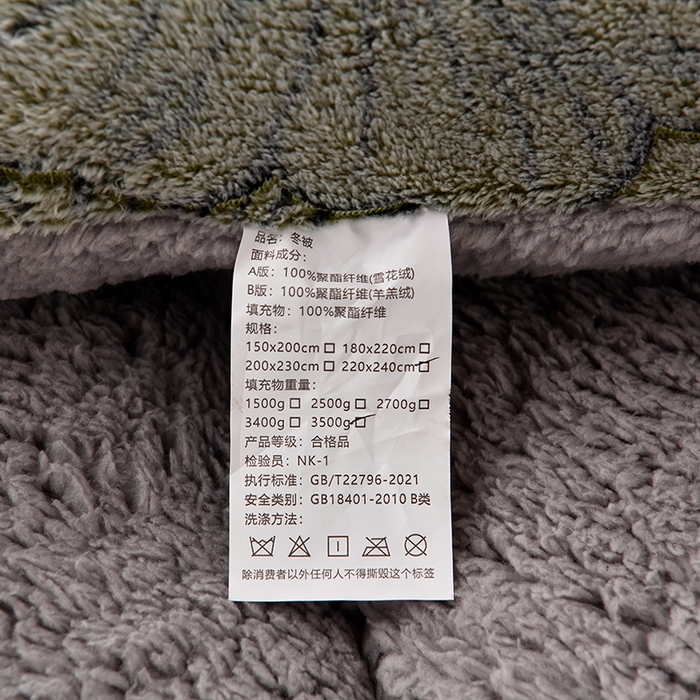 品名：冬被
面料成分：
A版：100%聚酯纤维(雪花绒)
B版：100%聚酯纤维(羊羔绒)
填充物：100%聚酯纤维
规格：
150x200cm□ 180x220cm□
200x230cm□ 220x240cm□
填充物重量：
1500g□ 2500g□ 2700g□
3400g□ 3500g□
产品等级：合格品
检验员：NK-1
执行标准：GB/T22796-2021
安全类别：GB18401-2010 B类
洗涤方法：
除消费者以外任何人不得撕毁这个标签